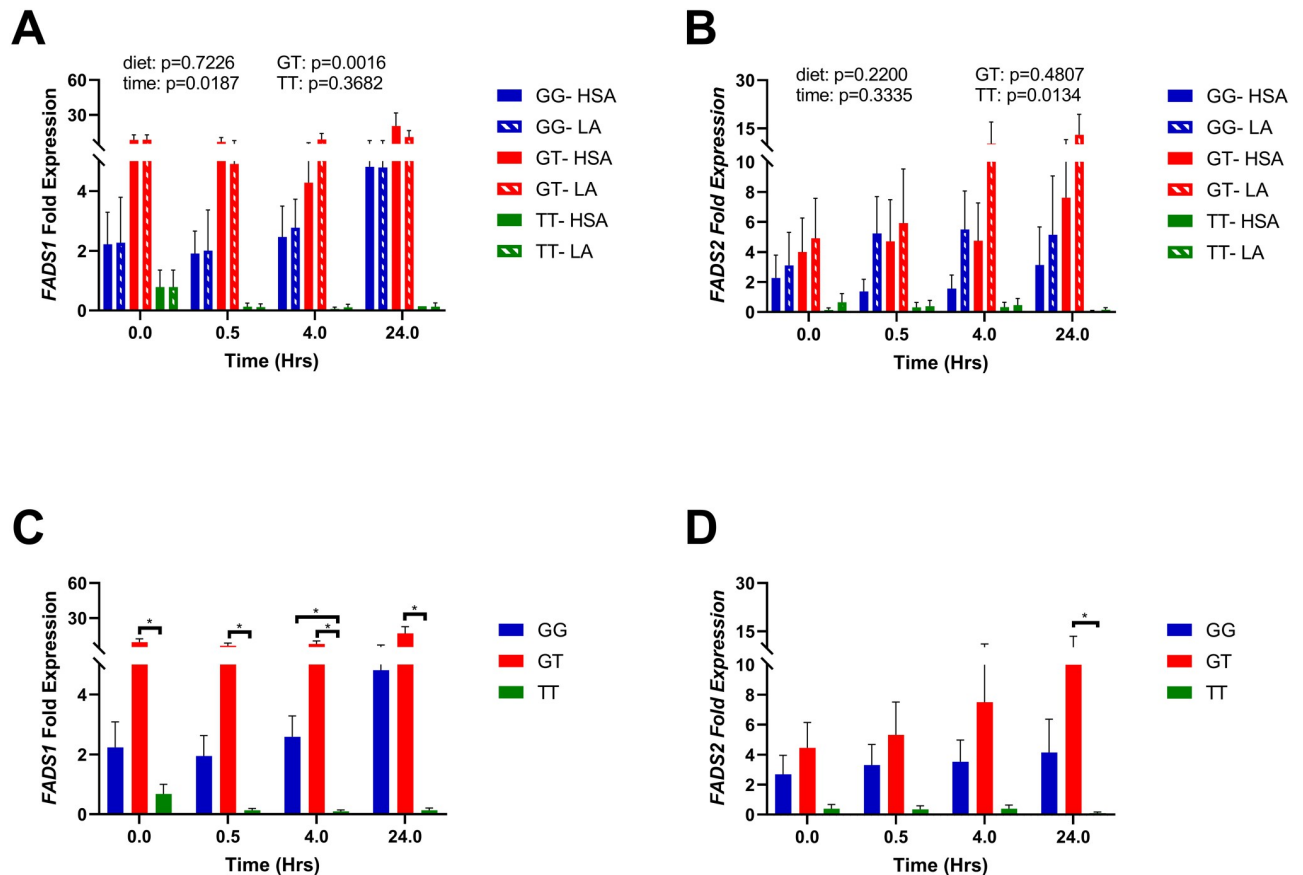 A
diet: p=0.7226 GT: p=0.0016
time: p=0.0187 TT: p=0.3682
60
30
4
2
0
FADS1 Fold Expression
0.0 0.5 4.0 24.0
Time (Hrs)
GG- HSA
GG- LA
GT- HSA
GT- LA
TT- HSA
TT- LA
B
diet: p=0.2200 GT: p=0.4807
time: p=0.3335 TT: p=0.0134
30
15
10
8
6
4
2
0
FADS2 Fold Expression
0.0 0.5 4.0 24.0
Time (Hrs)
GG- HSA
GG- LA
GT- HSA
GT- LA
TT- HSA
TT- LA
C
60
30
4
2
0
FADS1 Fold Expression
* * * * *
0.0 0.5 4.0 24.0
Time (Hrs)
GG
GT
TT
D
30
15
10
8
6
4
2
0
FADS2 Fold Expression
*
0.0 0.5 4.0 24.0
Time (Hrs)
GG
GT
TT